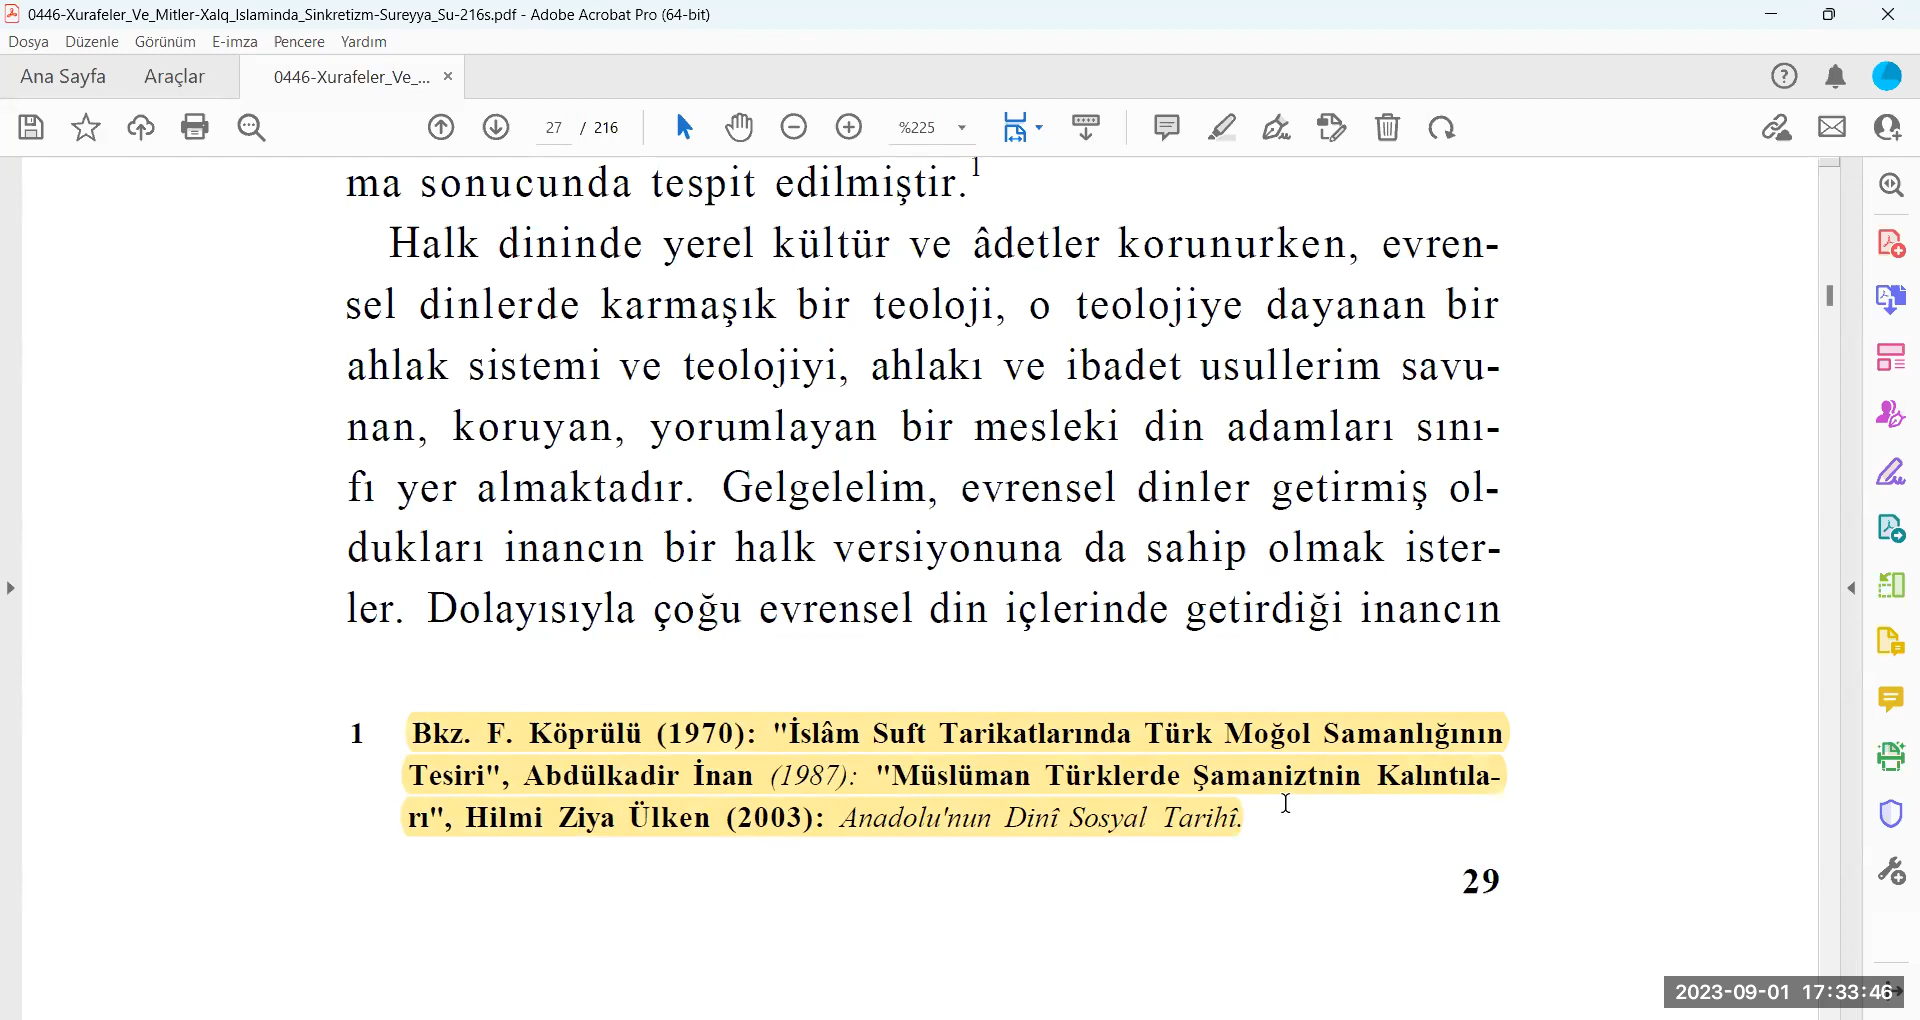 0446-Xurafeler_Ve_Mitler-Xalq_Islaminda_Sinkretizm-Sureyya_Su-216s.pdf - Adobe Acrobat Pro (64-bit)
Dosya Düzenle Görünüm E-imza Pencere Yardım
Ana Sayfa Araçlar 0446-Xurafeler_Ve_... ×
27 / 216 %225
ma sonucunda tespit edilmiştir.1
Halk dininde yerel kültür ve âdetler korunurken, evren-
sel dinlerde karmaşık bir teoloji, o teolojiye dayanan bir
ahlak sistemi ve teolojiyi, ahlakı ve ibadet usullerim savu-
nan, koruyan, yorumlayan bir mesleki din adamları sını-
fı yer almaktadır. Gelgelelim, evrensel dinler getirmiş ol-
dukları inancın bir halk versiyonuna da sahip olmak ister-
ler. Dolayısıyla çoğu evrensel din içlerinde getirdiği inancın
1 Bkz. F. Köprülü (1970): "İslâm Suft Tarikatlarında Türk Moğol Samanlığının
Tesiri", Abdülkadir İnan (1987): "Müslüman Türklerde Şamaniztnin Kalıntıla-
rı", Hilmi Ziya Ülken (2003): Anadolu'nun Dinî Sosyal Tarihî.
29
2023-09-01 17:33:46